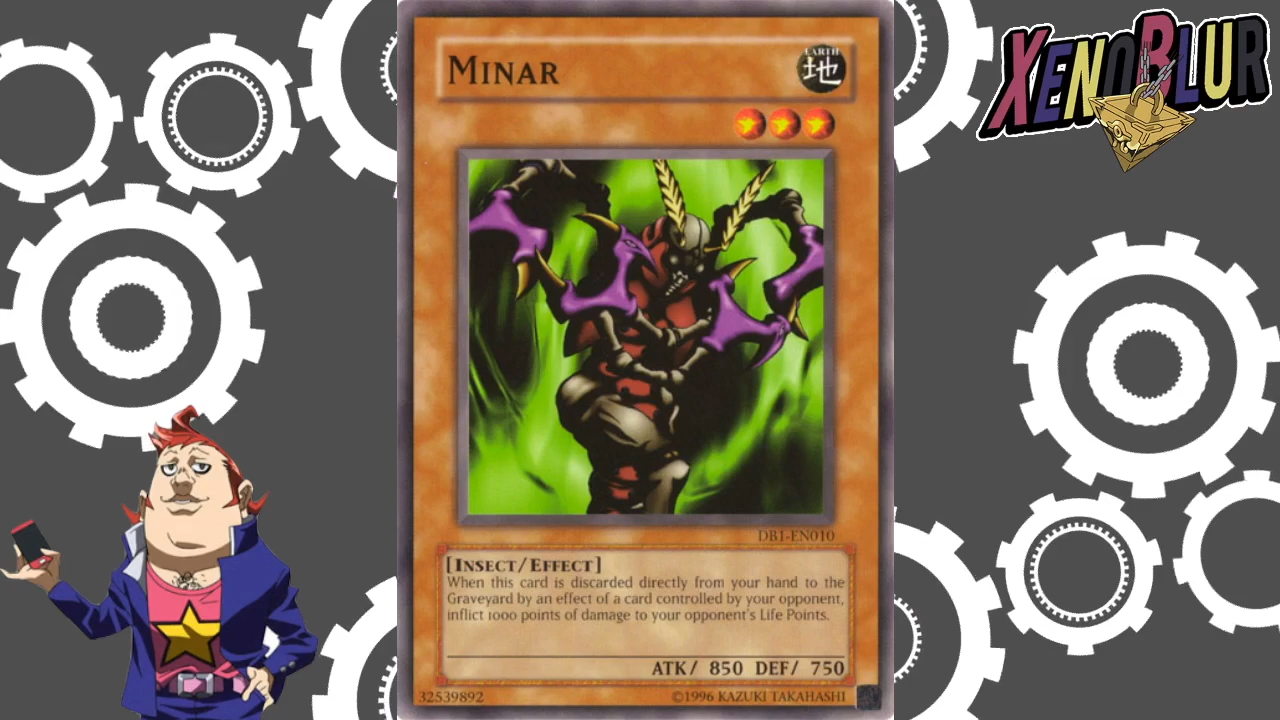 MINAR
EARTH
地
XENOBLUR
DB1-EN010
[INSECT/EFFECT]
When this card is discarded directly from your hand to the
Graveyard by an effect of a card controlled by your opponent,
inflict 1000 points of damage to your opponent's Life Points.
ATK/ 850 DEF/ 750
32539892
©1996 KAZUKI TAKAHASHI